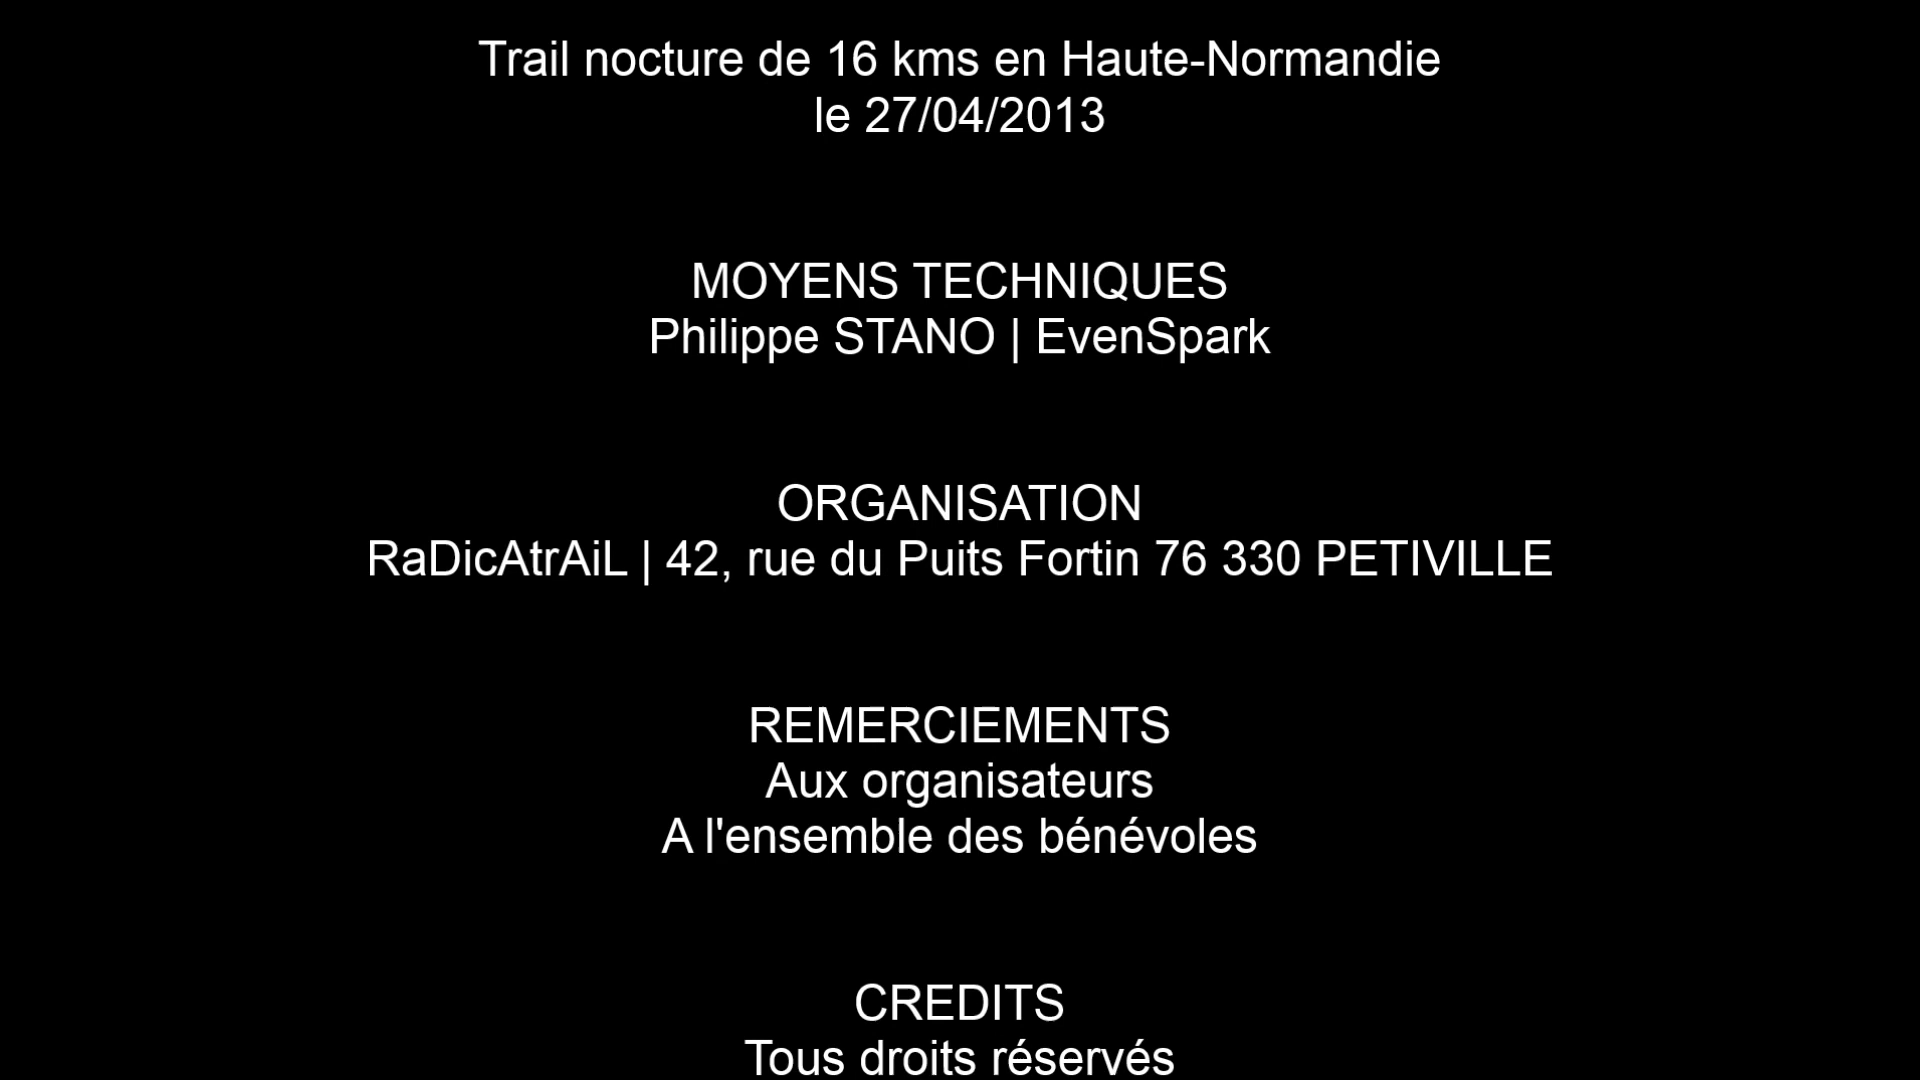 Trail nocture de 16 kms en Haute-Normandie
le 27/04/2013
MOYENS TECHNIQUES
Philippe STANO | EvenSpark
ORGANISATION
RaDicAtrAiL | 42, rue du Puits Fortin 76 330 PETIVILLE
REMERCIEMENTS
Aux organisateurs
A l'ensemble des bénévoles
CREDITS
Tous droits réservés